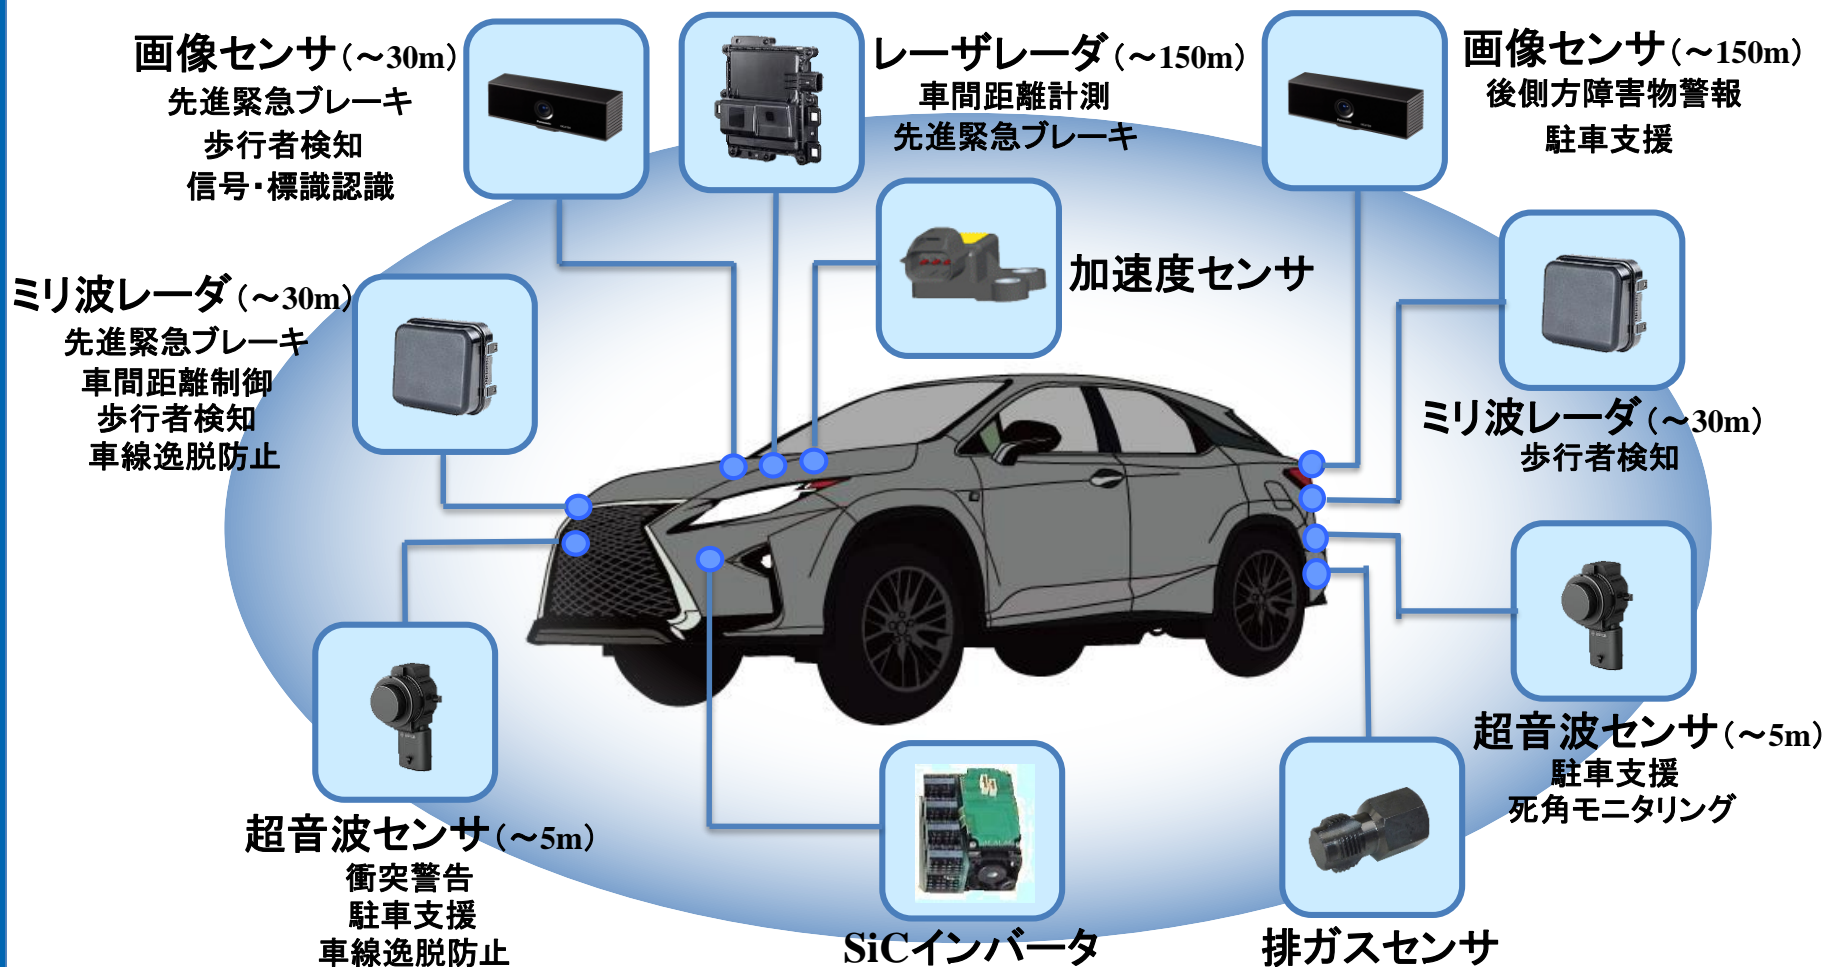 画像センサ(～30m)
先進緊急ブレーキ
歩行者検知
信号・標識認識
レーザレーダ(～150m)
車間距離計測
先進緊急ブレーキ
画像センサ(～150m)
後側方障害物警報
駐車支援
加速度センサ
ミリ波レーダ(～30m)
先進緊急ブレーキ
車間距離制御
歩行者検知
車線逸脱防止
ミリ波レーダ(～30m)
歩行者検知
超音波センサ(～5m)
衝突警告
駐車支援
車線逸脱防止
SiCインバータ
排ガスセンサ
超音波センサ(～5m)
駐車支援
死角モニタリング